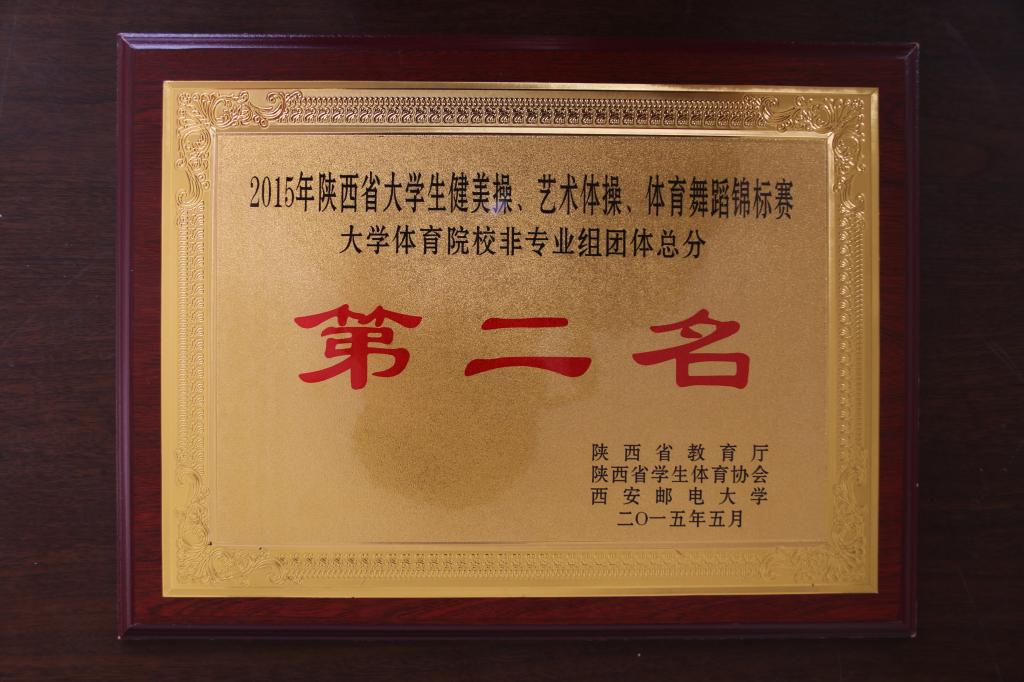 2015年陕西省大学生健美操、艺术体操、体育舞蹈锦标赛
大学体育院校非专业组团体总分
第二名
陕西省教育厅
陕西省学生体育协会
西安邮电大学
二〇一五年五月